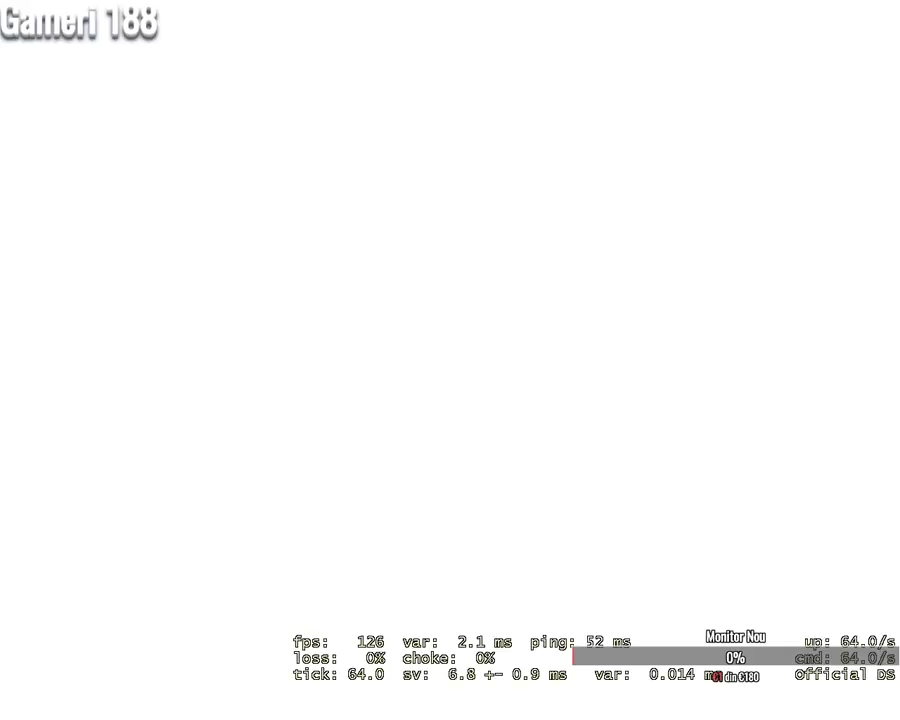 Gameri 188
fps: 126 var: 2.1 ms ping: 52 ms up: 64.0/s
loss: 0% choke: 0% cmd: 64.0/s
tick: 64.0 sv: 6.8 +- 0.9 ms var: 0.014 ms official DS
Monitor Nou
0%
€1 din €180